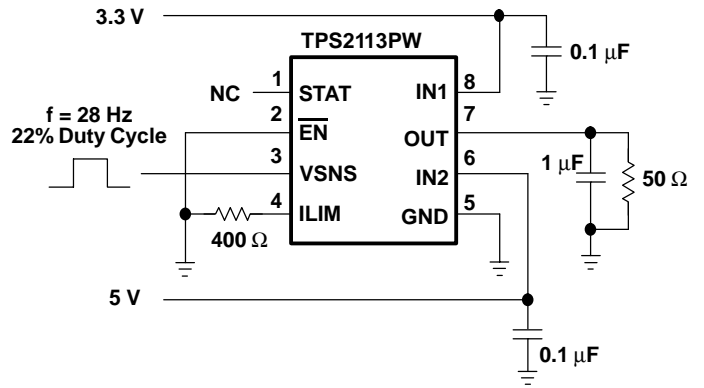 3.3 V
0.1 µF
TPS2113PW
NC
1
STAT
IN1
8
f = 28 Hz
22% Duty Cycle
2
EN
OUT
7
3
VSNS
IN2
6
1 µF
50 Ω
4
ILIM
GND
5
400 Ω
5 V
0.1 µF